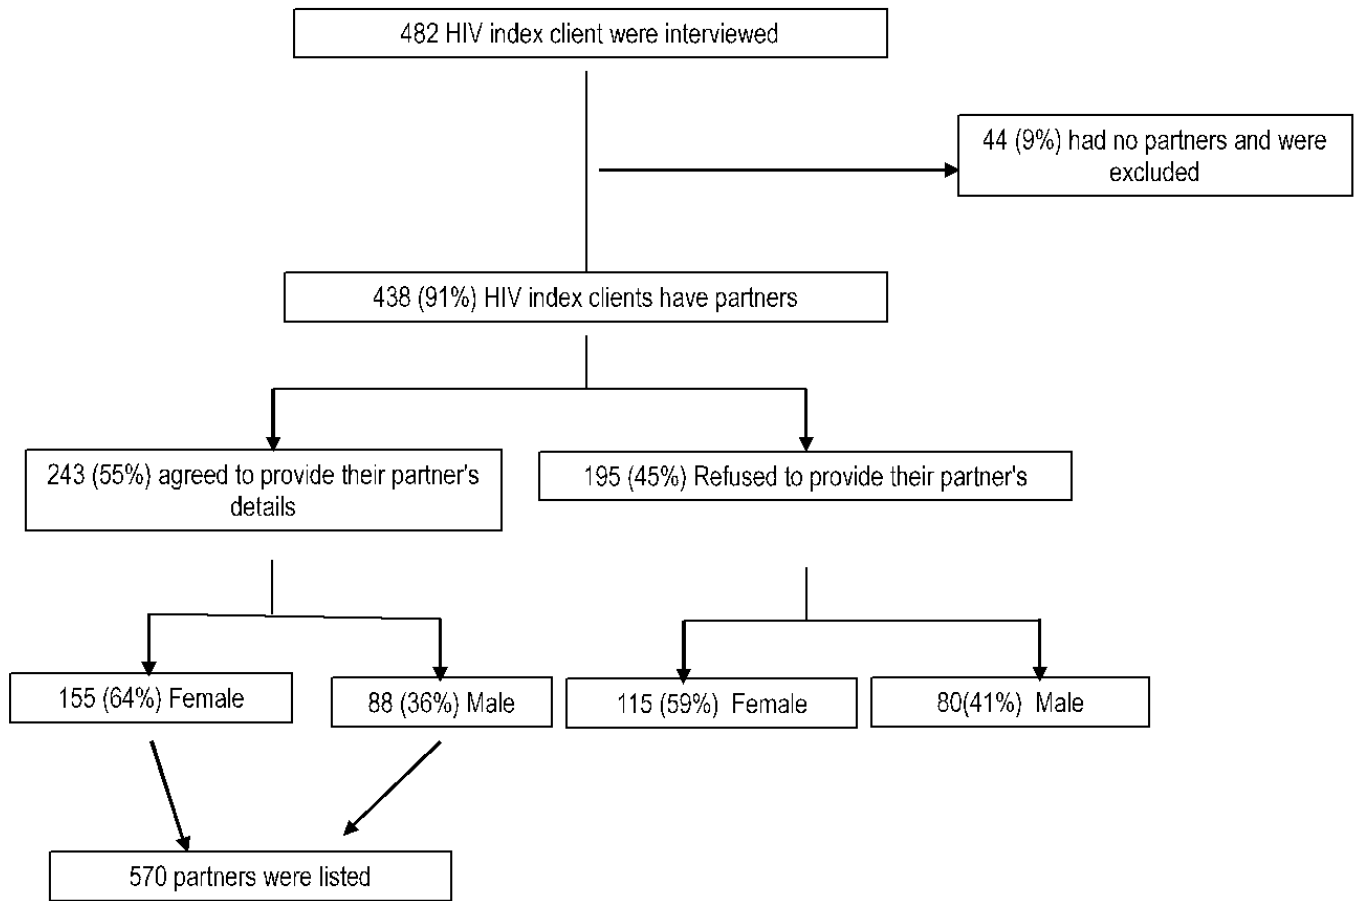 482 HIV index client were interviewed
44 (9%) had no partners and were
excluded
438 (91%) HIV index clients have partners
243 (55%) agreed to provide their partner's
details
195 (45%) Refused to provide their partner's
155 (64%) Female
88 (36%) Male
115 (59%) Female
80(41%) Male
570 partners were listed